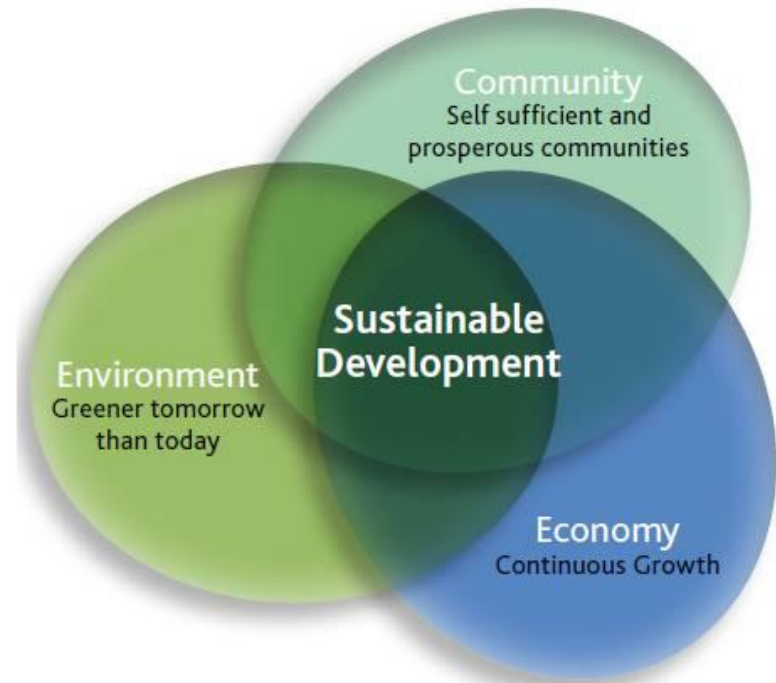 Community
Self sufficient and
prosperous communities
Sustainable
Development
Environment
Greener tomorrow
than today
Economy
Continuous Growth